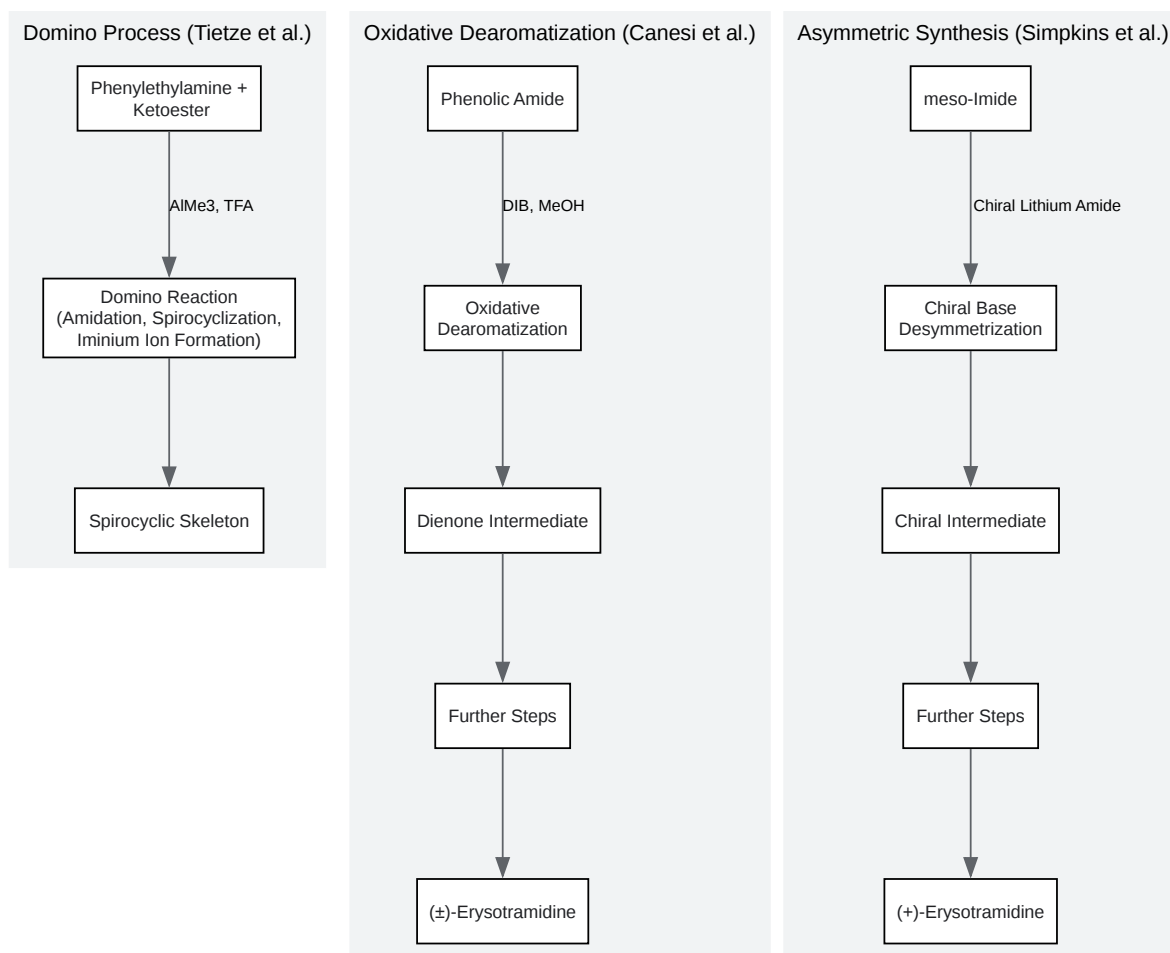 Domino Process (Tietze et al.)
Phenylethylamine +
Ketoester
AlMe3, TFA
Domino Reaction
(Amidation, Spirocyclization,
Iminium Ion Formation)
Spirocyclic Skeleton
Oxidative Dearomatization (Canesi et al.)
Phenolic Amide
DIB, MeOH
Oxidative
Dearomatization
Dienone Intermediate
Further Steps
(±)-Erysotramidine
Asymmetric Synthesis (Simpkins et al.)
meso-Imide
Chiral Lithium Amide
Chiral Base
Desymmetrization
Chiral Intermediate
Further Steps
(+)-Erysotramidine